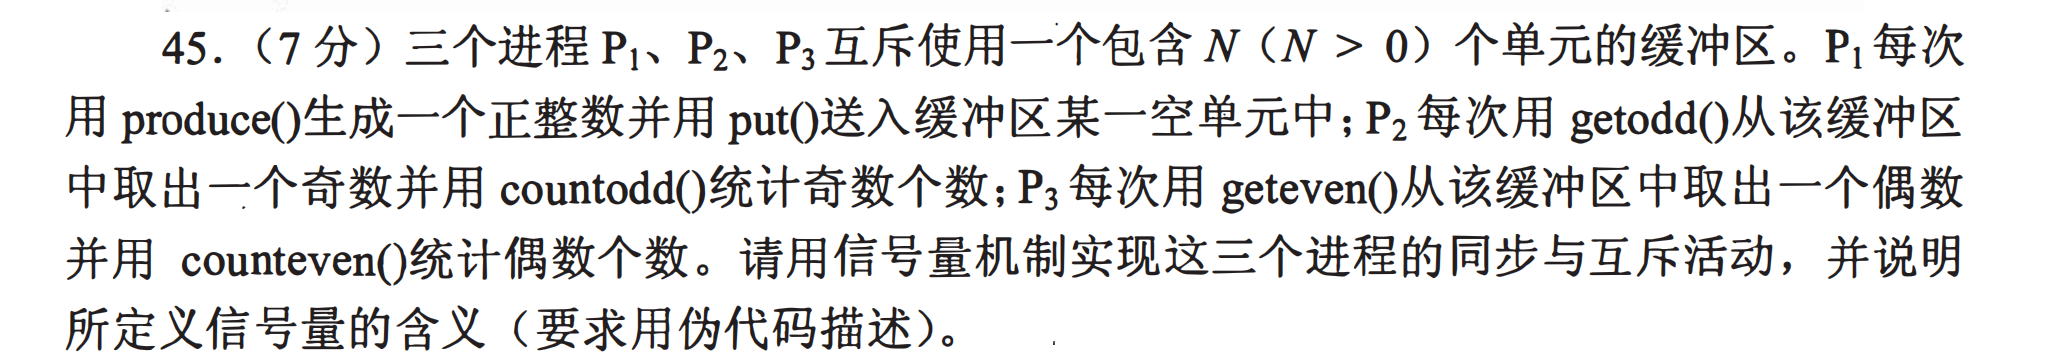 45.（7 分）三个进程 P₁、P₂、P₃ 互斥使用一个包含 N（N > 0）个单元的缓冲区。P₁ 每次
用 produce()生成一个正整数并用 put()送入缓冲区某一空单元中；P₂ 每次用 getodd()从该缓冲区
中取出一个奇数并用 countodd()统计奇数个数；P₃ 每次用 geteven()从该缓冲区中取出一个偶数
并用 counteven()统计偶数个数。请用信号量机制实现这三个进程的同步与互斥活动，并说明
所定义信号量的含义（要求用伪代码描述）。